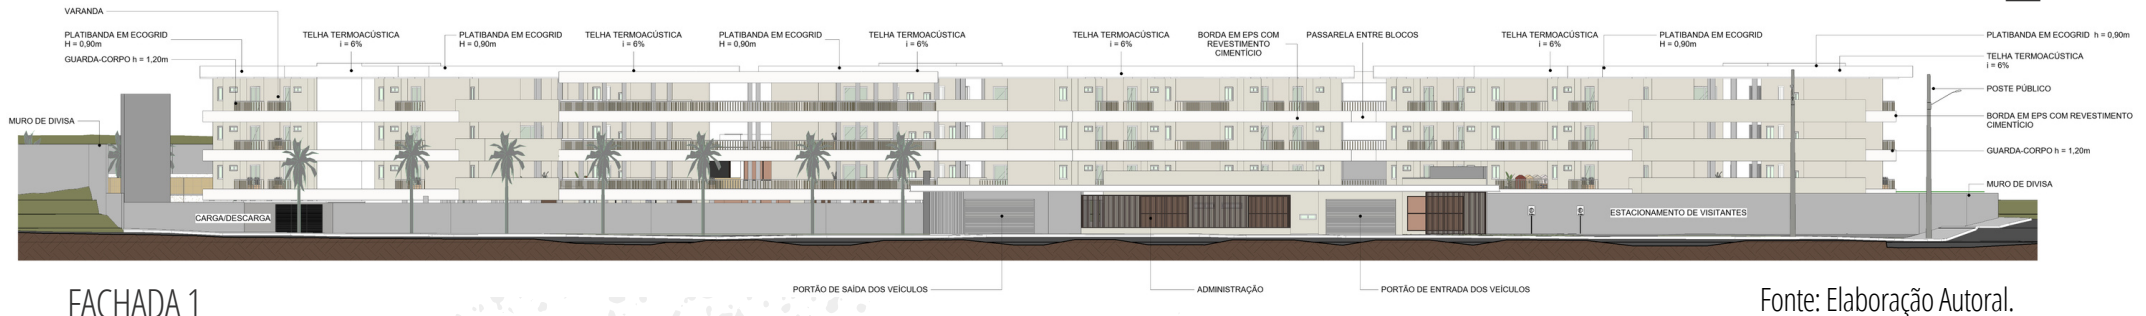 VARANDA
PLATIBANDA EM ECOGRID
H = 0,90m
GUARDA-CORPO h = 1,20m
MURO DE DIVISA
TELHA TERMOACÚSTICA
i = 6%
PLATIBANDA EM ECOGRID
H = 0,90m
TELHA TERMOACÚSTICA
i = 6%
PLATIBANDA EM ECOGRID
H = 0,90m
TELHA TERMOACÚSTICA
i = 6%
TELHA TERMOACÚSTICA
i = 6%
BORDA EM EPS COM
REVESTIMENTO
CIMENTÍCIO
PASSARELA ENTRE BLOCOS
TELHA TERMOACÚSTICA
i = 6%
PLATIBANDA EM ECOGRID
H = 0,90m
PLATIBANDA EM ECOGRID h = 0,90m
TELHA TERMOACÚSTICA
i = 6%
POSTE PÚBLICO
BORDA EM EPS COM REVESTIMENTO
CIMENTÍCIO
GUARDA-CORPO h = 1,20m
MURO DE DIVISA
CARGA/DESCARGA
ESTACIONAMENTO DE VISITANTES
PORTÃO DE SAÍDA DOS VEÍCULOS
ADMINISTRAÇÃO
PORTÃO DE ENTRADA DOS VEÍCULOS
FACHADA 1
Fonte: Elaboração Autoral.